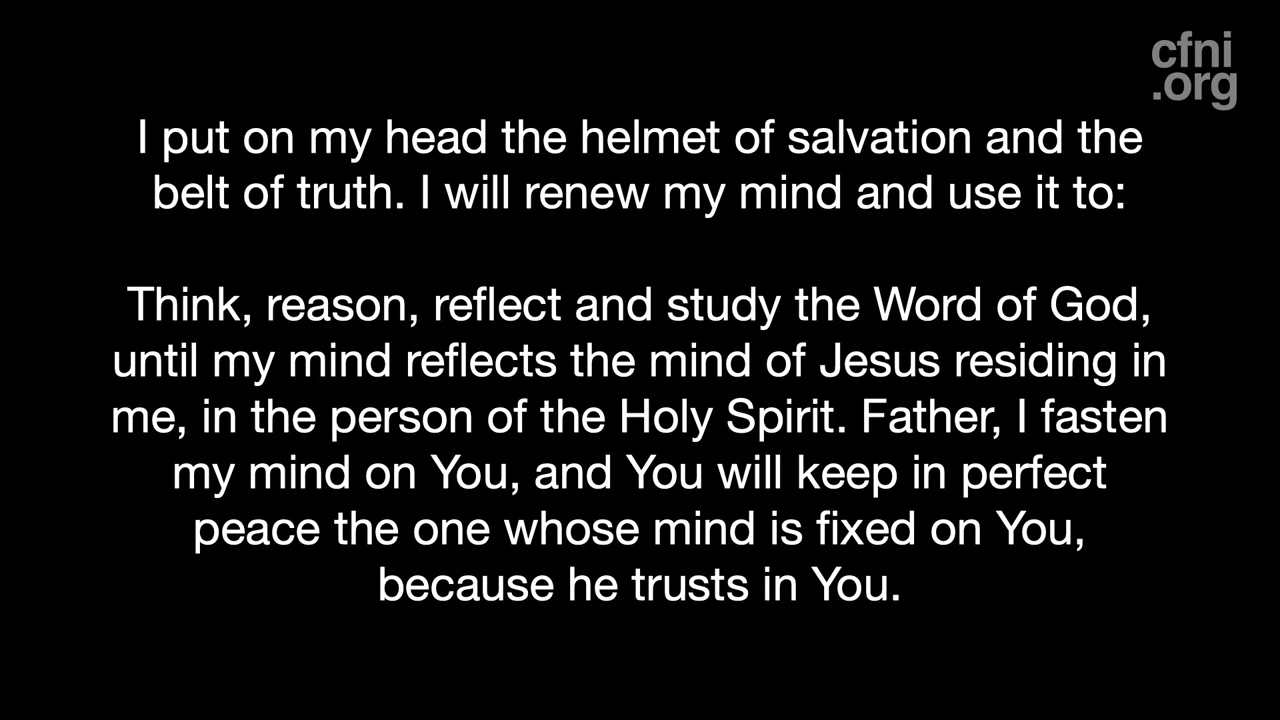 cfni
.org
I put on my head the helmet of salvation and the
belt of truth. I will renew my mind and use it to:
Think, reason, reflect and study the Word of God,
until my mind reflects the mind of Jesus residing in
me, in the person of the Holy Spirit. Father, I fasten
my mind on You, and You will keep in perfect
peace the one whose mind is fixed on You,
because he trusts in You.